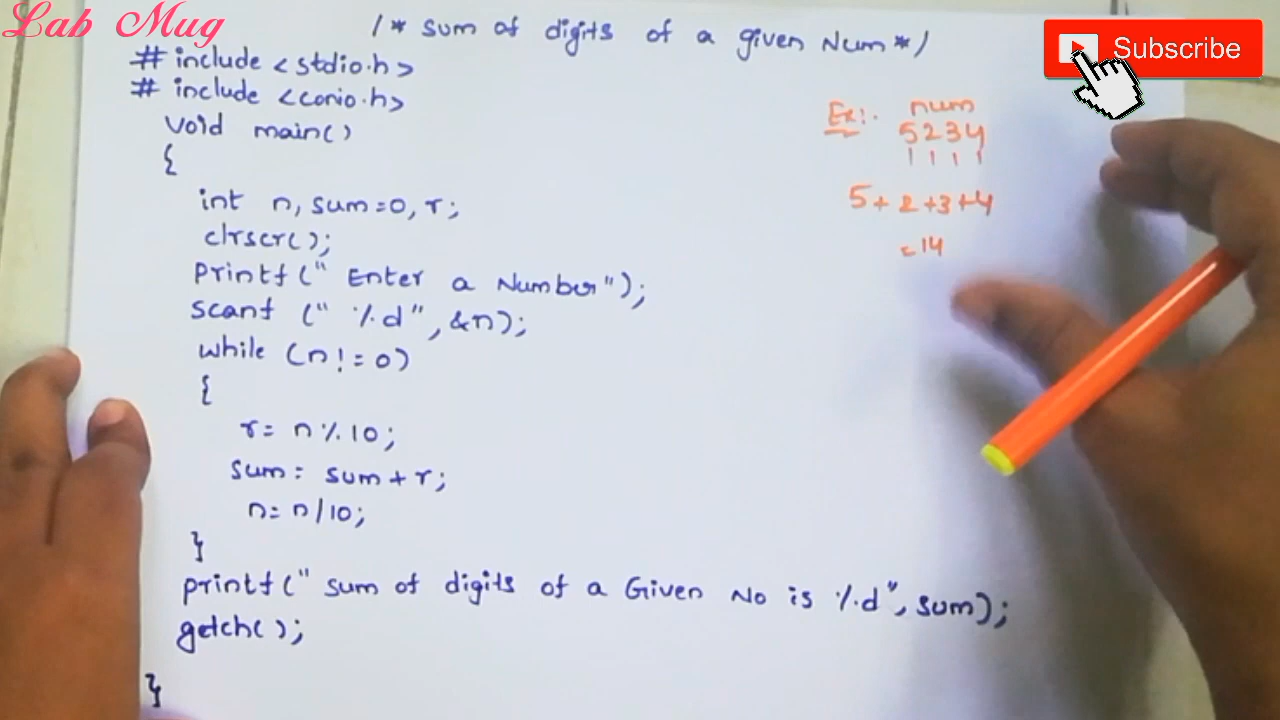 Lab Mug
/* sum of digits of a given Num */
Subscribe
# include <stdio.h>
# include <conio.h>
void main()
{
int n, sum=0, r;
clrscr();
printf(" Enter a Number");
scanf (" %d", &n);
while (n!=0)
{
r= n%10;
sum= sum+r;
n= n/10;
}
printf(" sum of digits of a Given No is %d", sum);
getch();
}
Ex:- num
5234
5+2+3+4
=14